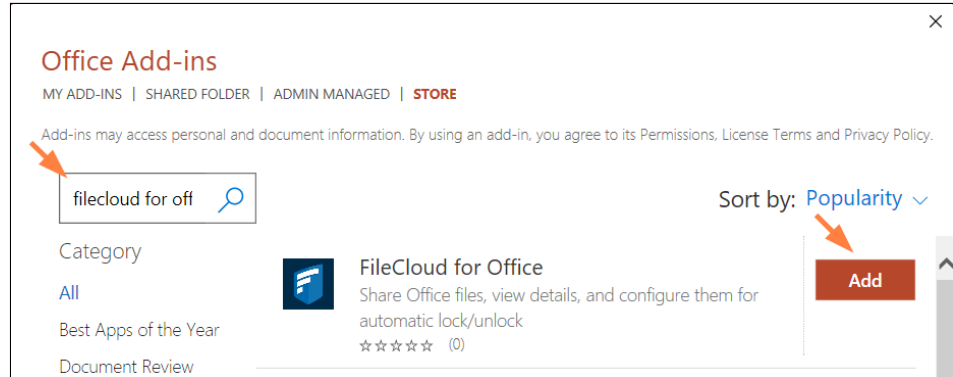 Office Add-ins
MY ADD-INS | SHARED FOLDER | ADMIN MANAGED | STORE
Add-ins may access personal and document information. By using an add-in, you agree to its Permissions, License Terms and Privacy Policy.
filecloud for off
Sort by: Popularity
Category
All
Best Apps of the Year
Document Review
FileCloud for Office
Share Office files, view details, and configure them for
automatic lock/unlock
(0)
Add